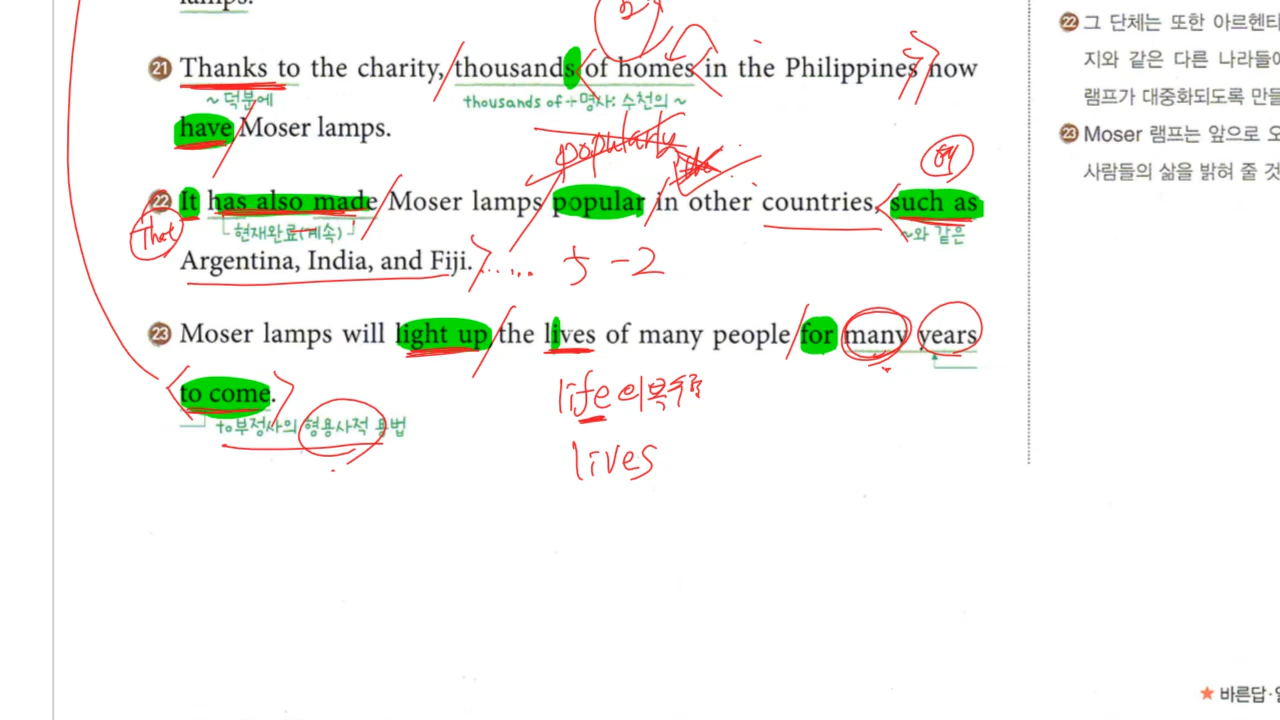 lamps.
21 Thanks to the charity, thousands of homes in the Philippines now
~ 덕분에
thousands of + 명사: 수천의 ~
have Moser lamps.
popularly
예
22 It has also made Moser lamps popular in other countries, such as
That
현재완료(계속)
~와 같은
Argentina, India, and Fiji. ...... 5 - 2
23 Moser lamps will light up the lives of many people for many years
to come.
life의 복수형
to부정사의 형용사적 용법
lives
22 그 단체는 또한 아르헨티
지와 같은 다른 나라들에
램프가 대중화되도록 만들
23 Moser 램프는 앞으로 오
사람들의 삶을 밝혀 줄 것
★ 바른답·알